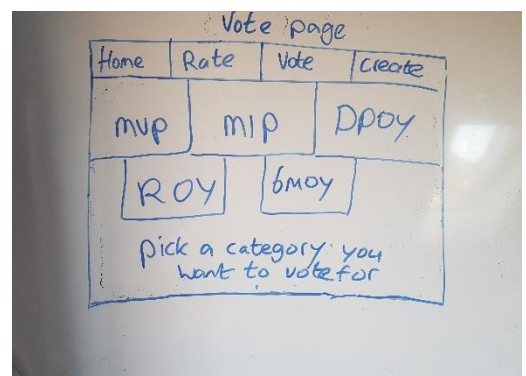 Vote page
Home Rate Vote Create
mvp mip DPOY
ROY 6MOY
pick a category you
want to vote for